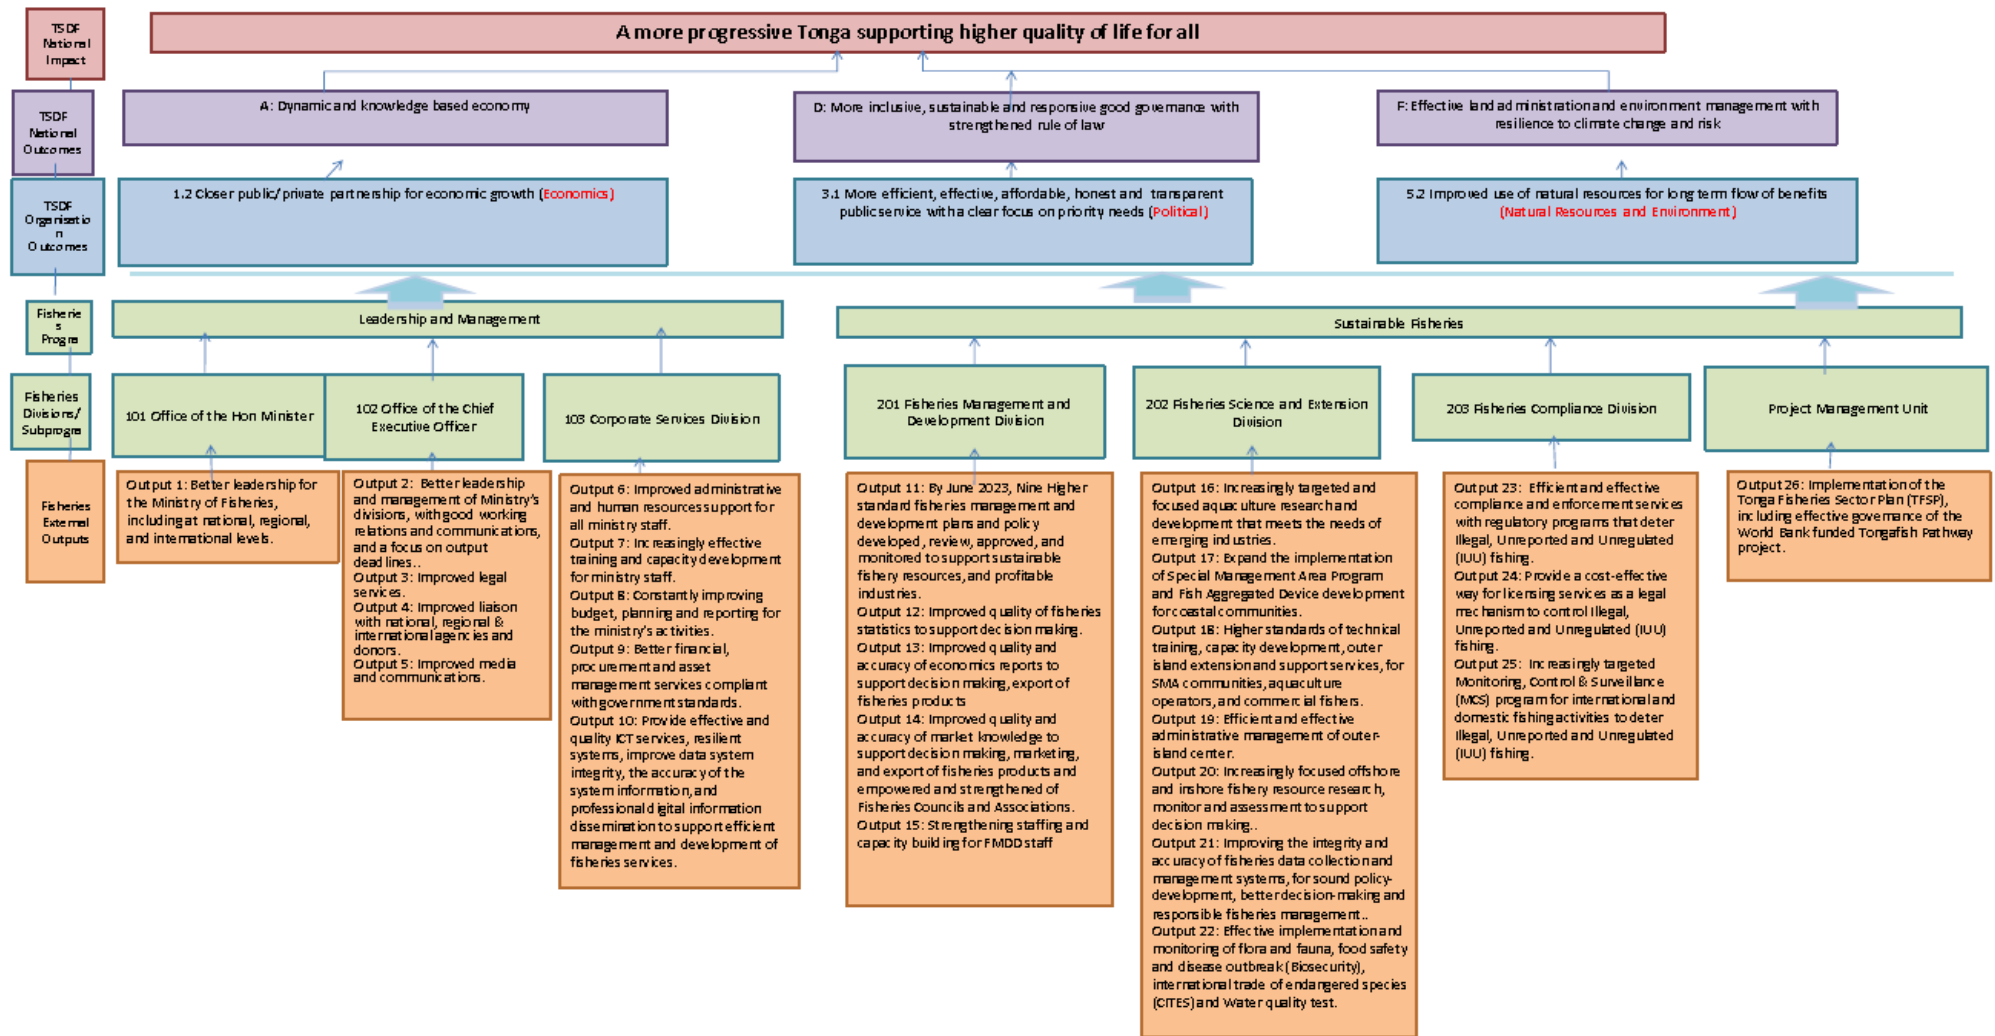 TSDF
National
Impact
A more progressive Tonga supporting higher quality of life for all
TSDF
National
Outcomes
A: Dynamic and knowledge based economy
D: More inclusive, sustainable and responsive good governance with
strengthened rule of law
F: Effective land administration and environment management with
resilience to climate change and risk
TSDF
Organisatio
n
Outcomes
1.2 Closer public/private partnership for economic growth (Economics)
3.1 More efficient, effective, affordable, honest and transparent
public service with a clear focus on priority needs (Political)
5.2 Improved use of natural resources for long term flow of benefits
(Natural Resources and Environment)
Fisherie
s
Progra
Leadership and Management
Sustainable Fisheries
Fisheries
Divisions/
Subprogra
101 Office of the Hon Minister
102 Office of the Chief
Executive Officer
103 Corporate Services Division
201 Fisheries Management and
Development Division
202 Fisheries Science and Extension
Division
203 Fisheries Compliance Division
Project Management Unit
Fisheries
External
Outputs
Output 1: Better leadership for
the Ministry of Fisheries,
including at national, regional,
and international levels.
Output 2:  Better leadership
and management of Ministry's
divisions, with good working
relations and communications,
and a focus on output
deadlines..
Output 3: Improved legal
services.
Output 4: Improved liaison
with national, regional &
international agencies and
donors.
Output 5: Improved media
and communications.
Output 6: Improved administrative
and human resources support for
all ministry staff.
Output 7: Increasingly effective
training and capacity development
for ministry staff.
Output 8: Constantly improving
budget, planning and reporting for
the ministry's activities.
Output 9: Better financial,
procurement and asset
management services compliant
with government standards.
Output 10: Provide effective and
quality ICT services, resilient
systems, improve data system
integrity, the accuracy of the
system information, and
professional digital information
dissemination to support efficient
management and development of
fisheries services.
Output 11: By June 2023, Nine Higher
standard fisheries management and
development plans and policy
developed, review, approved, and
monitored to support sustainable
fishery resources, and profitable
industries.
Output 12: Improved quality of fisheries
statistics to support decision making.
Output 13: Improved quality and
accuracy of economics reports to
support decision making, export of
fisheries products
Output 14: Improved quality and
accuracy of market knowledge to
support decision making, marketing,
and export of fisheries products and
empowered and strengthened of
Fisheries Councils and Associations.
Output 15: Strengthening staffing and
capacity building for FMDD staff
Output 16: Increasingly targeted and
focused aquaculture research and
development that meets the needs of
emerging industries.
Output 17: Expand the implementation
of Special Management Area Program
and Fish Aggregated Device development
for coastal communities.
Output 18: Higher standards of technical
training, capacity development, outer
island extension and support services, for
SMA communities, aquaculture
operators, and commercial fishers.
Output 19: Efficient and effective
administrative management of outer-
island center.
Output 20: Increasingly focused offshore
and inshore fishery resource research,
monitor and assessment to support
decision making..
Output 21: Improving the integrity and
accuracy of fisheries data collection and
management systems, for sound policy-
development, better decision-making and
responsible fisheries management..
Output 22: Effective implementation and
monitoring of flora and fauna, food safety
and disease outbreak (Biosecurity),
international trade of endangered species
(CITES) and Water quality test.
Output 23:  Efficient and effective
compliance and enforcement services
with regulatory programs that deter
Illegal, Unreported and Unregulated
(IUU) fishing.
Output 24: Provide a cost-effective
way for licensing services as a legal
mechanism to control Illegal,
Unreported and Unregulated (IUU)
fishing.
Output 25:  Increasingly targeted
Monitoring, Control & Surveillance
(MCS) program for international and
domestic fishing activities to deter
Illegal, Unreported and Unregulated
(IUU) fishing.
Output 26: Implementation of the
Tonga Fisheries Sector Plan (TFSP),
including effective governance of the
World Bank funded Tongafish Pathway
project.